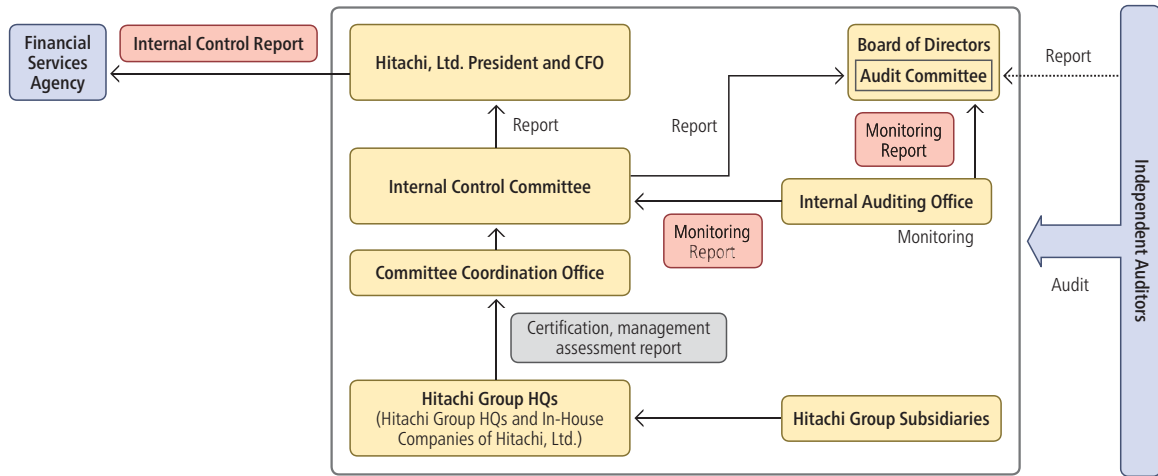 Financial
Services
Agency
Internal Control Report
Hitachi, Ltd. President and CFO
Board of Directors
Audit Committee
Report
Report
Report
Monitoring
Report
Internal Control Committee
Internal Auditing Office
Monitoring
Monitoring
Report
Committee Coordination Office
Audit
Independent Auditors
Certification, management
assessment report
Hitachi Group HQs
(Hitachi Group HQs and In-House
Companies of Hitachi, Ltd.)
Hitachi Group Subsidiaries